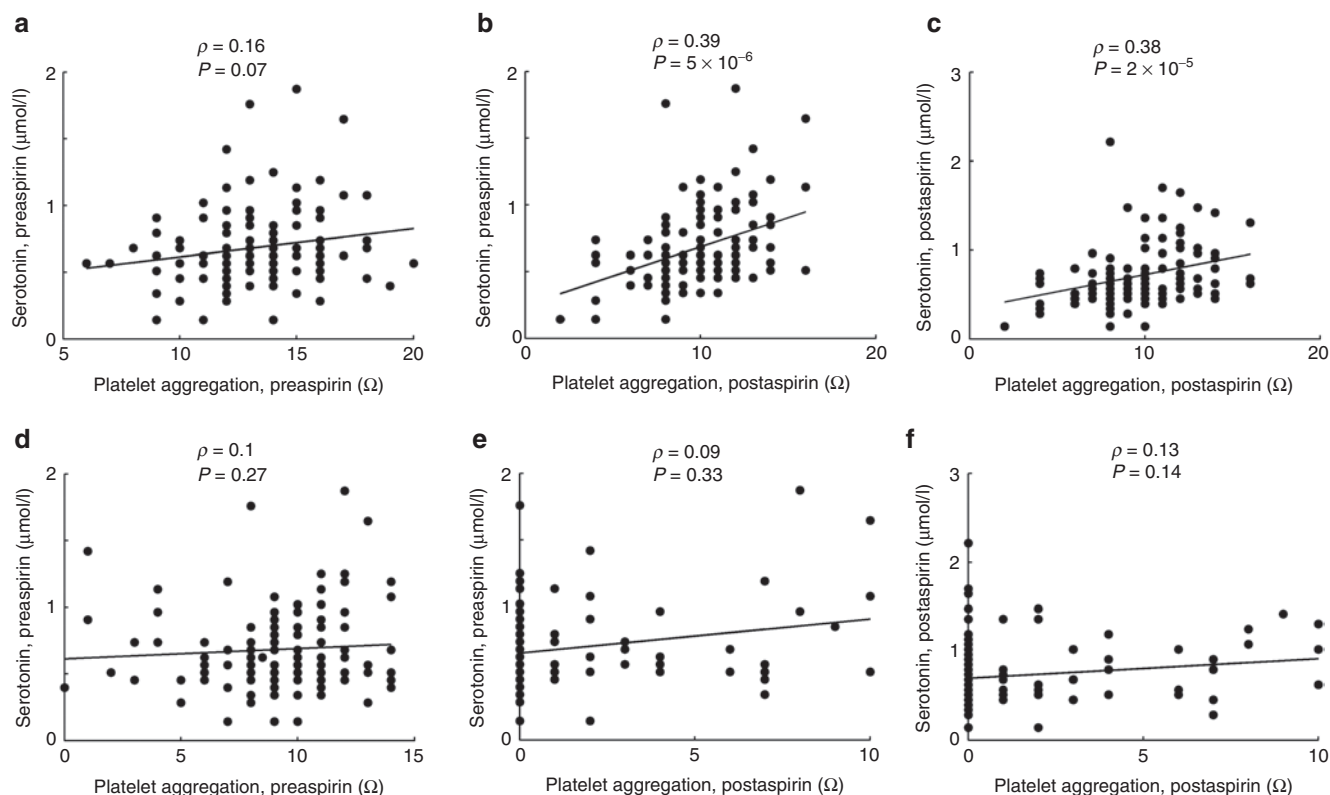 a
ρ = 0.16
P = 0.07
Serotonin, preaspirin (μmol/l)
2
1
0
5
10
15
20
Platelet aggregation, preaspirin (Ω)
b
ρ = 0.39
P = 5 × 10⁻⁶
Serotonin, preaspirin (μmol/l)
2
1
0
0
10
20
Platelet aggregation, postaspirin (Ω)
c
ρ = 0.38
P = 2 × 10⁻⁵
Serotonin, postaspirin (μmol/l)
3
2
1
0
0
10
20
Platelet aggregation, postaspirin (Ω)
d
ρ = 0.1
P = 0.27
Serotonin, preaspirin (μmol/l)
2
1
0
0
5
10
15
Platelet aggregation, preaspirin (Ω)
e
ρ = 0.09
P = 0.33
Serotonin, preaspirin (μmol/l)
2
1
0
0
5
10
Platelet aggregation, postaspirin (Ω)
f
ρ = 0.13
P = 0.14
Serotonin, postaspirin (μmol/l)
3
2
1
0
0
5
10
Platelet aggregation, postaspirin (Ω)